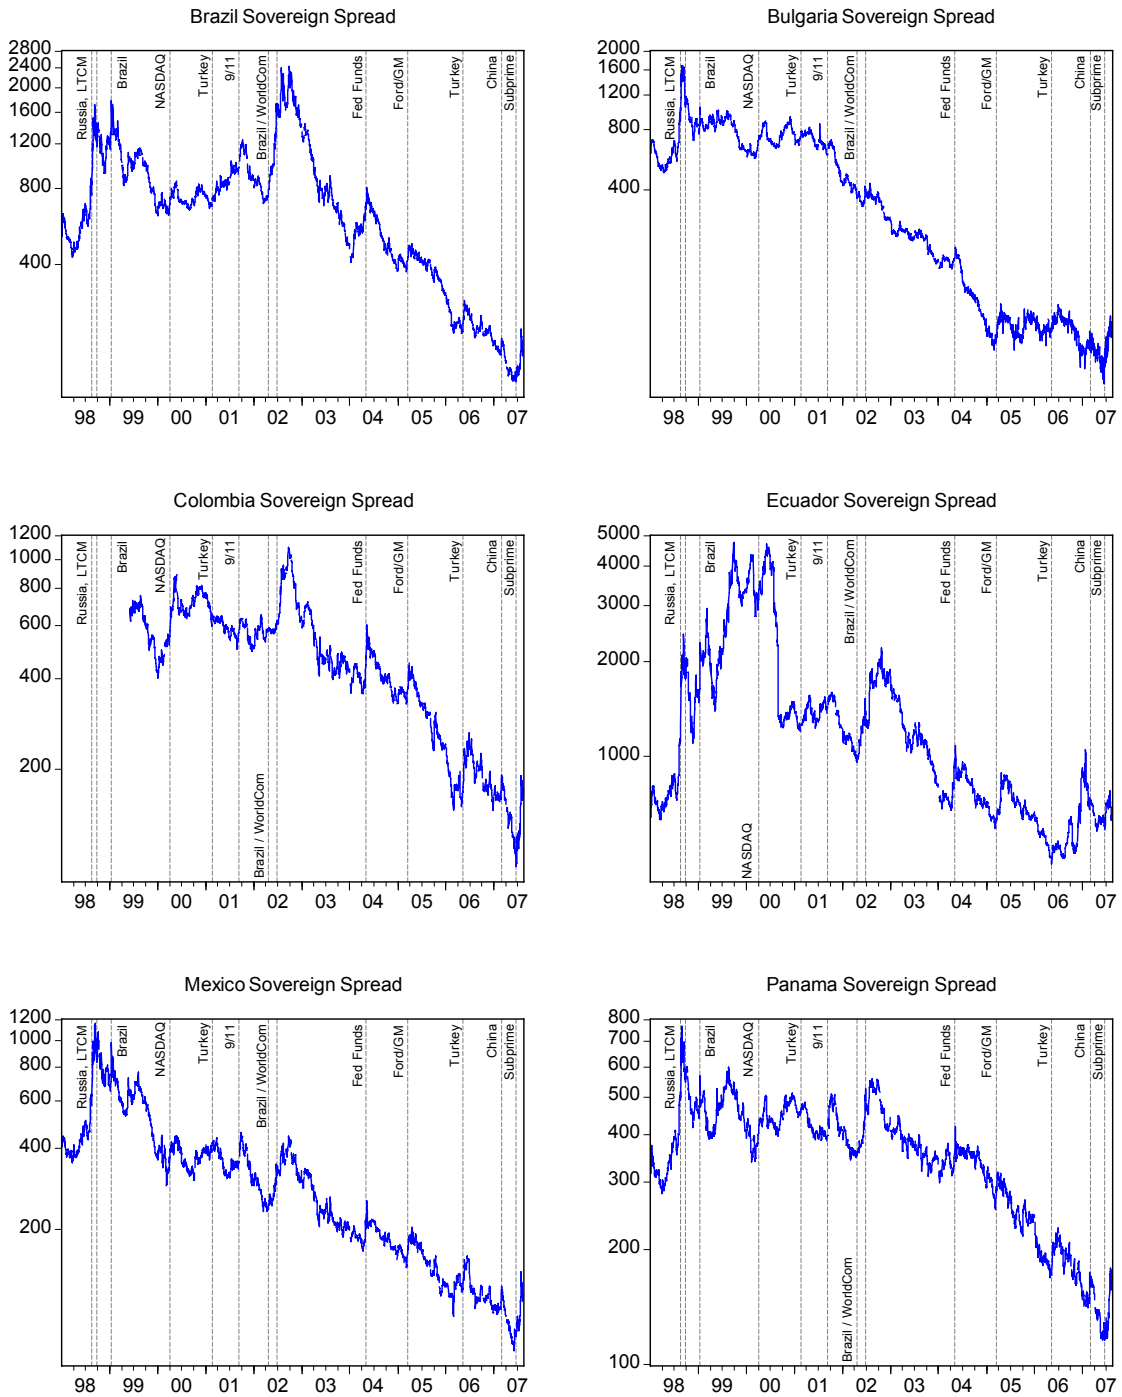 Brazil Sovereign Spread
2800
2400
2000
1600
1200
800
400
Russia, LTCM
Brazil
NASDAQ
Turkey
9/11
Brazil / WorldCom
Fed Funds
Ford/GM
Turkey
China
Subprime
98 99 00 01 02 03 04 05 06 07
Bulgaria Sovereign Spread
2000
1600
1200
800
400
Russia, LTCM
Brazil
NASDAQ
Turkey
9/11
Brazil / WorldCom
Fed Funds
Ford/GM
Turkey
China
Subprime
98 99 00 01 02 03 04 05 06 07
Colombia Sovereign Spread
1200
1000
800
600
400
200
Russia, LTCM
Brazil
NASDAQ
Turkey
9/11
Brazil / WorldCom
Fed Funds
Ford/GM
Turkey
China
Subprime
98 99 00 01 02 03 04 05 06 07
Ecuador Sovereign Spread
5000
4000
3000
2000
1000
Russia, LTCM
Brazil
NASDAQ
Turkey
9/11
Brazil / WorldCom
Fed Funds
Ford/GM
Turkey
China
Subprime
98 99 00 01 02 03 04 05 06 07
Mexico Sovereign Spread
1200
1000
800
600
400
200
Russia, LTCM
Brazil
NASDAQ
Turkey
9/11
Brazil / WorldCom
Fed Funds
Ford/GM
Turkey
China
Subprime
98 99 00 01 02 03 04 05 06 07
Panama Sovereign Spread
800
700
600
500
400
300
200
100
Russia, LTCM
Brazil
NASDAQ
Turkey
9/11
Brazil / WorldCom
Fed Funds
Ford/GM
Turkey
China
Subprime
98 99 00 01 02 03 04 05 06 07